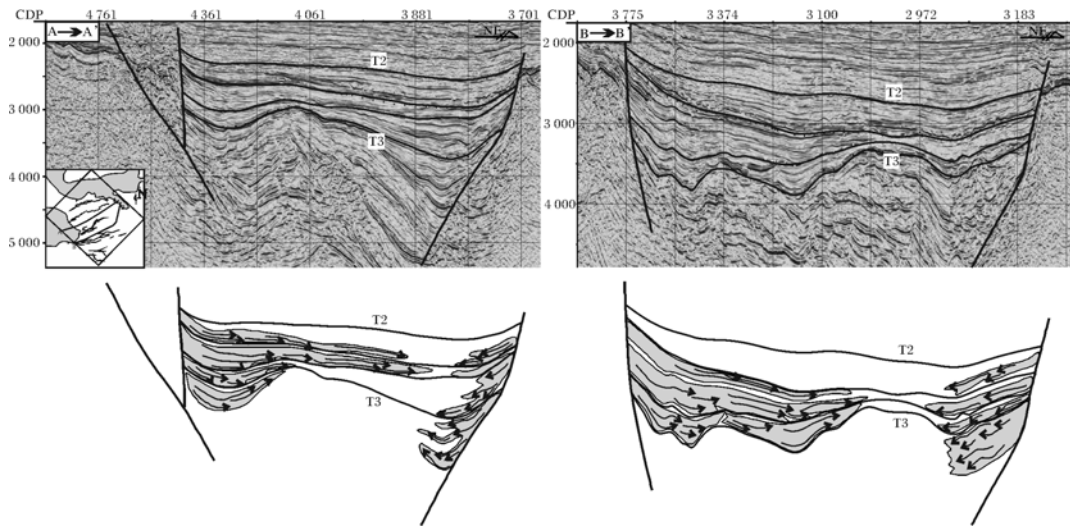 CDP 4 761 4 361 4 061 3 881 3 701
A A'
NE
2 000
T2
3 000
T3
4 000
N
5 000
CDP 3 775 3 374 3 100 2 972 3 183
B B'
NE
2 000
T2
3 000
T3
4 000
T2
T3
T2
T3